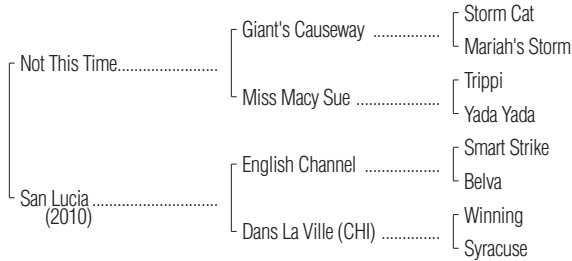 Storm Cat
Giant's Causeway ................
Mariah's Storm
Not This Time........................
Trippi
Miss Macy Sue ....................
Yada Yada
Smart Strike
English Channel ..................
Belva
San Lucia ..............................
(2010)
Winning
Dans La Ville (CHI) ..............
Syracuse